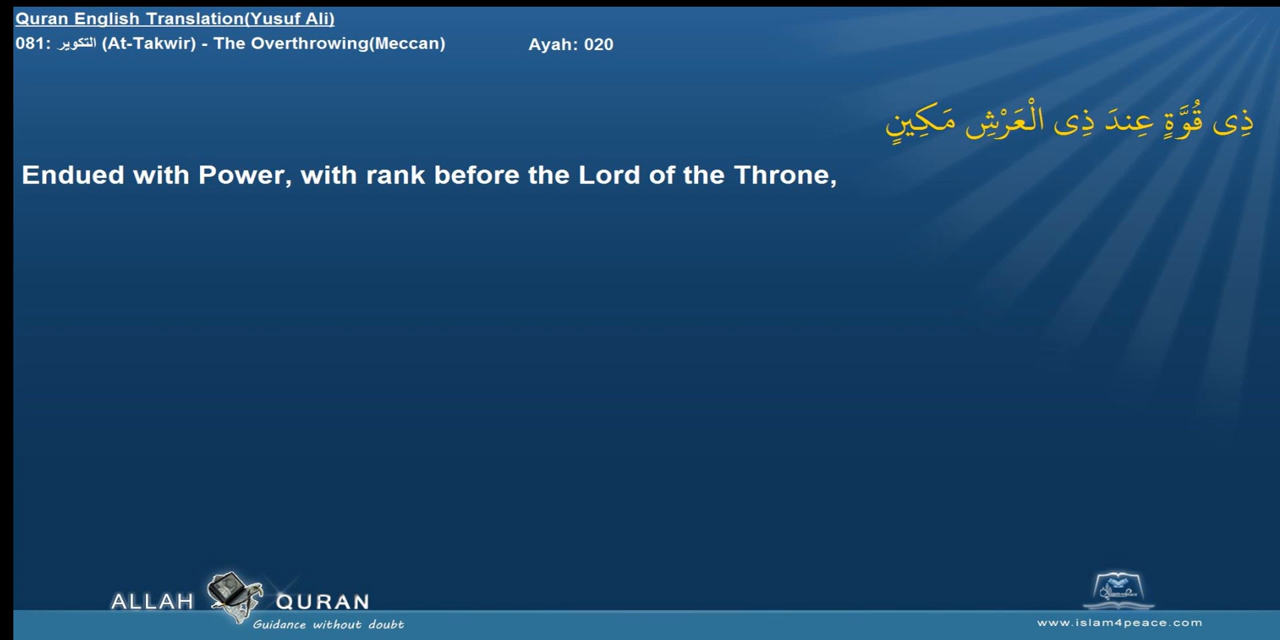 Quran English Translation(Yusuf Ali)
081: التكوير (At-Takwir) - The Overthrowing(Meccan) Ayah: 020
ذِى قُوَّةٍ عِندَ ذِى الْعَرْشِ مَكِينٍ
Endued with Power, with rank before the Lord of the Throne,
ALLAH QURAN
Guidance without doubt
www.islam4peace.com